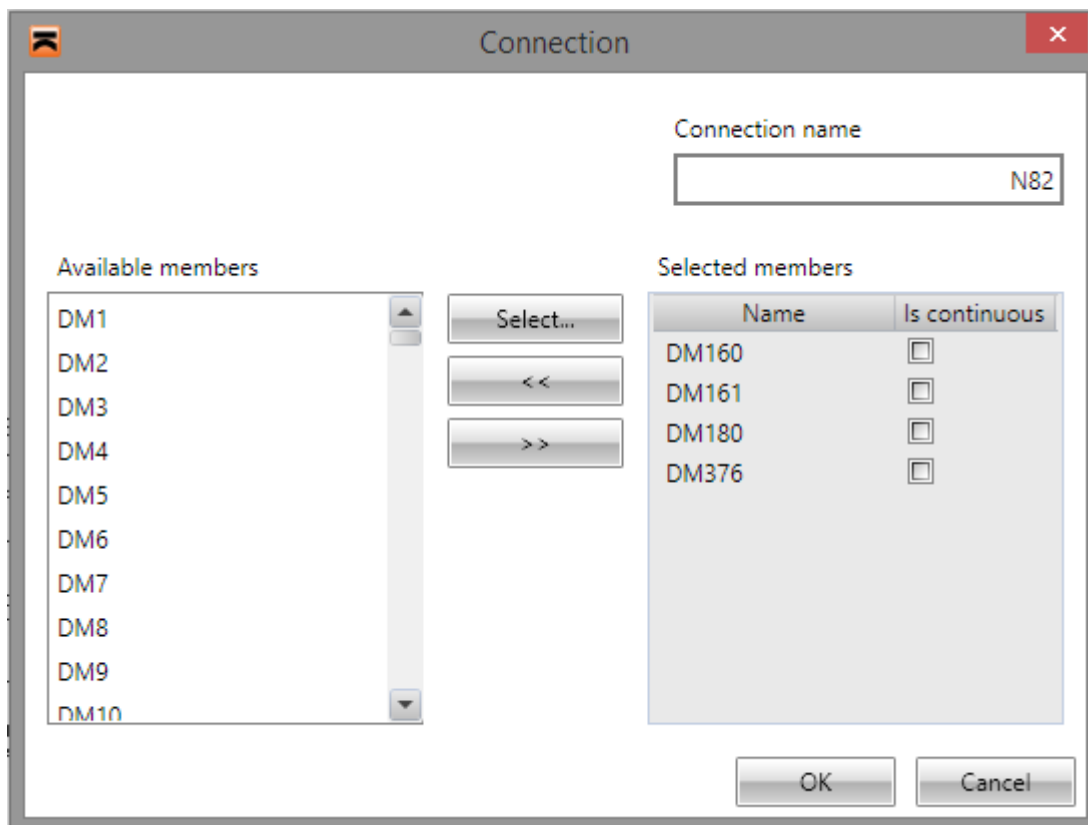 Connection
Connection name
N82
Available members
DM1
DM2
DM3
DM4
DM5
DM6
DM7
DM8
DM9
DM10
Select...
<<
>>
Selected members
Name Is continuous
DM160
DM161
DM180
DM376
OK Cancel